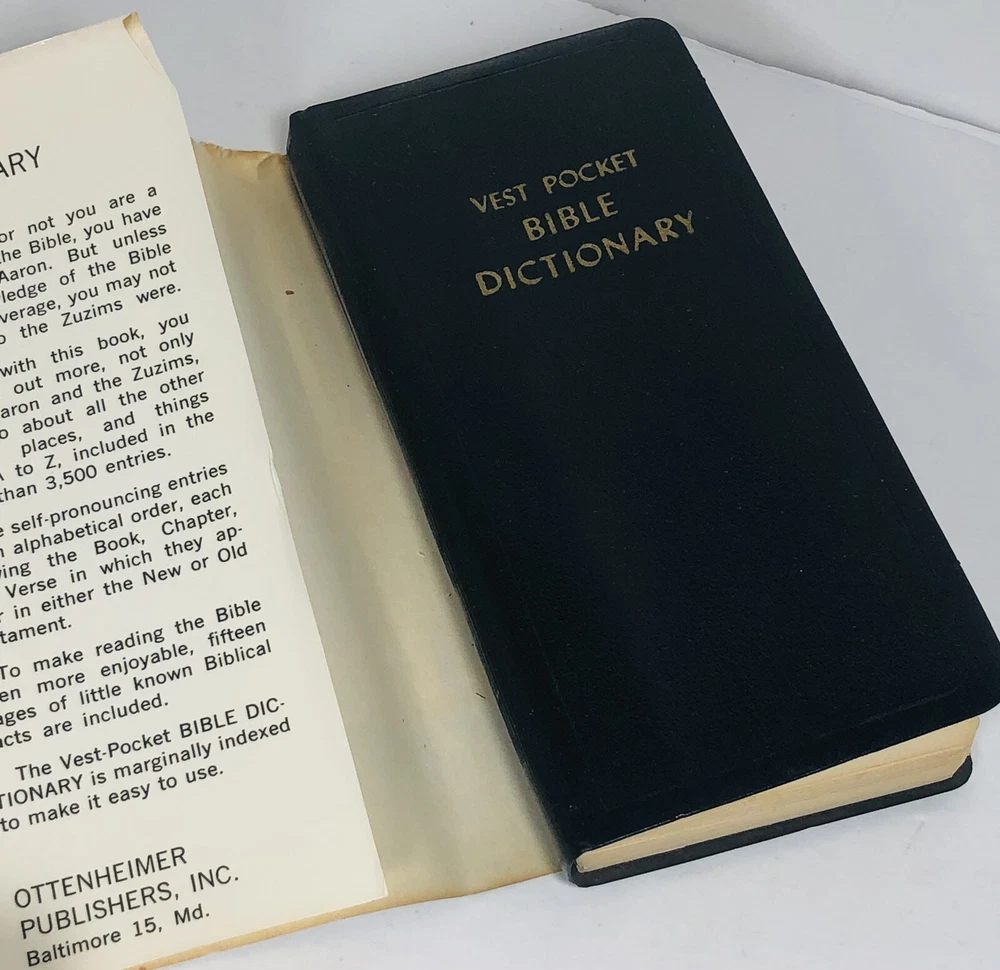 ARY
or not you are a
the Bible, you have
Aaron. But unless
ledge of the Bible
verage, you may not
o the Zuzims were.
with this book, you
out more, not only
aron and the Zuzims,
o about all the other
places, and things
A to Z, included in the
than 3,500 entries.
e self-pronouncing entries
n alphabetical order, each
ving the Book, Chapter,
Verse in which they ap-
r in either the New or Old
tament.
To make reading the Bible
en more enjoyable, fifteen
ages of little known Biblical
acts are included.
The Vest-Pocket BIBLE DIC-
TIONARY is marginally indexed
to make it easy to use.
OTTENHEIMER
PUBLISHERS, INC.
Baltimore 15, Md.
VEST POCKET
BIBLE
DICTIONARY